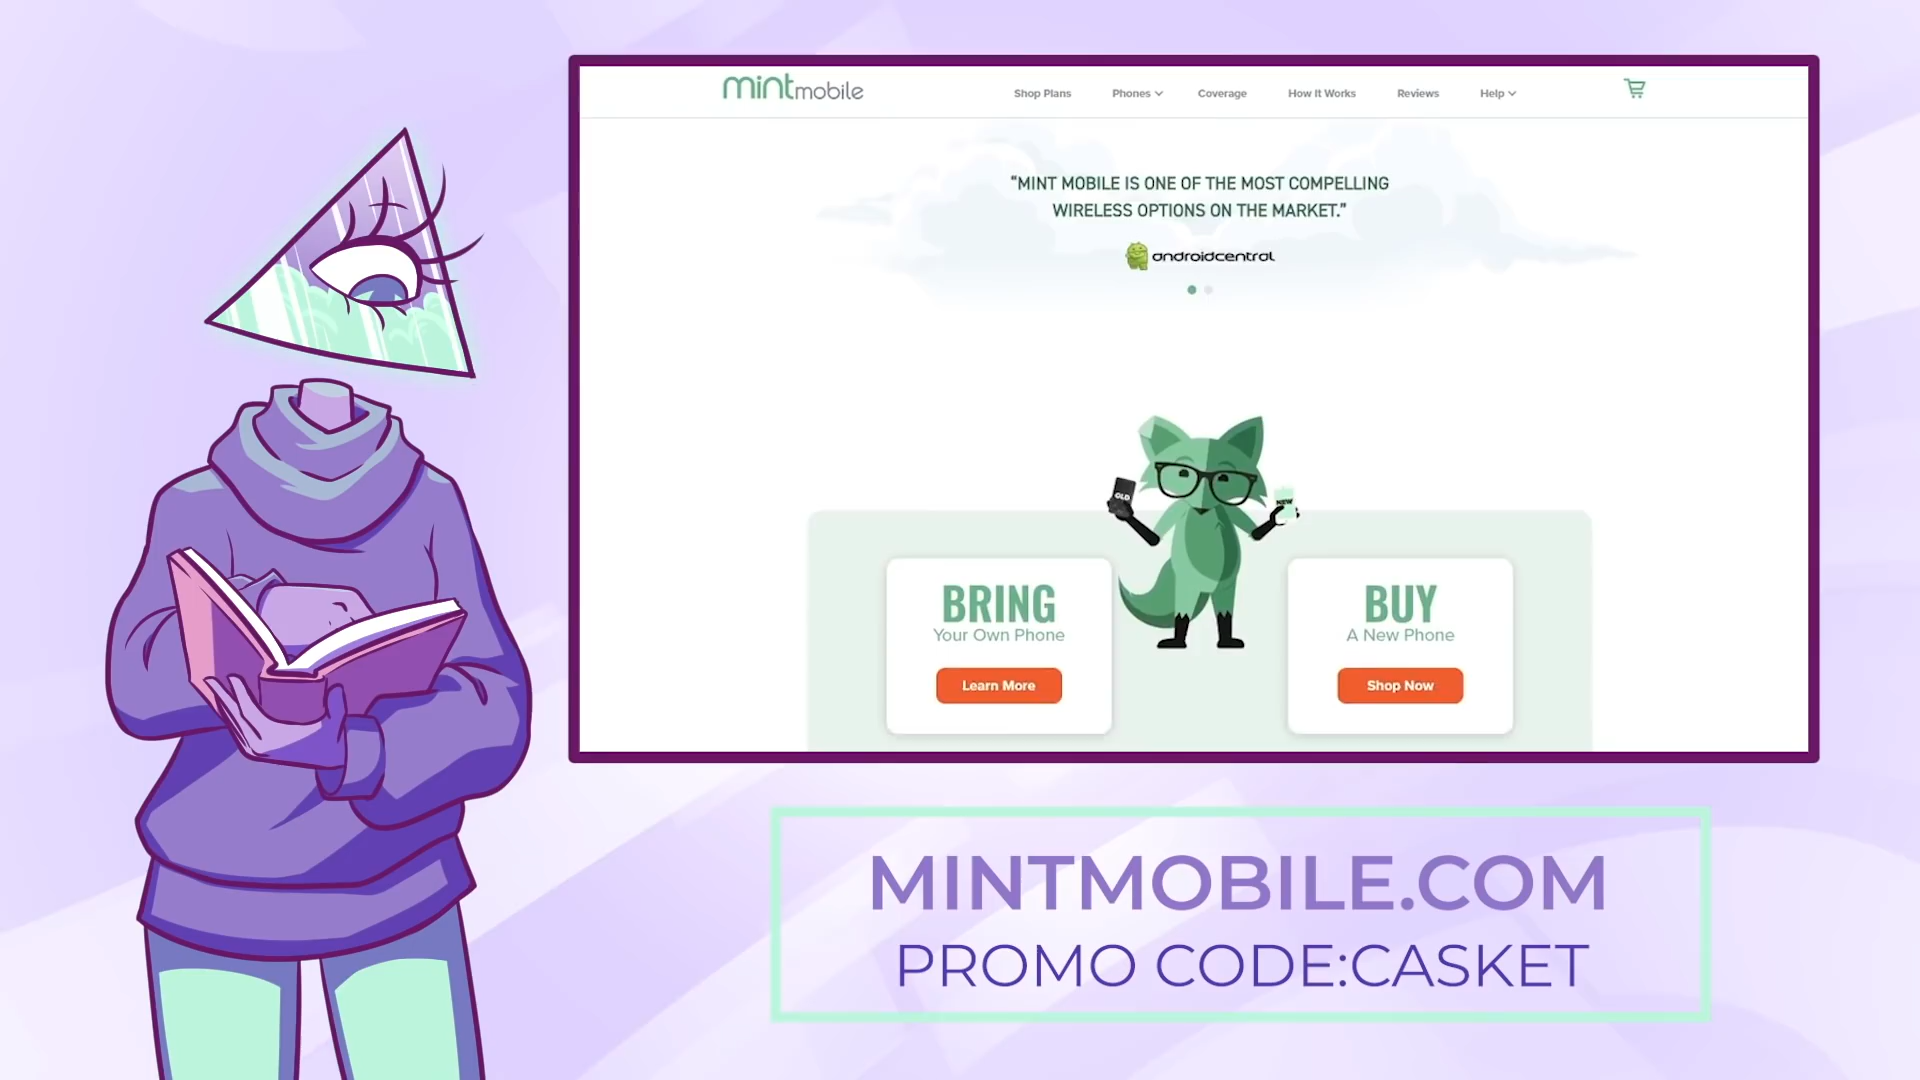 mintmobile
Shop Plans Phones Coverage How It Works Reviews Help
“MINT MOBILE IS ONE OF THE MOST COMPELLING
WIRELESS OPTIONS ON THE MARKET.”
androidcentral
OLD
NEW
BRING
Your Own Phone
Learn More
BUY
A New Phone
Shop Now
MINTMOBILE.COM
PROMO CODE:CASKET